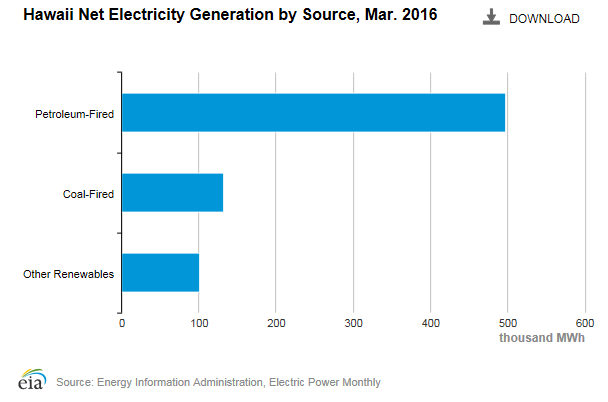 Hawaii Net Electricity Generation by Source, Mar. 2016
DOWNLOAD
Petroleum-Fired
Coal-Fired
Other Renewables
0 100 200 300 400 500 600
thousand MWh
eia Source: Energy Information Administration, Electric Power Monthly